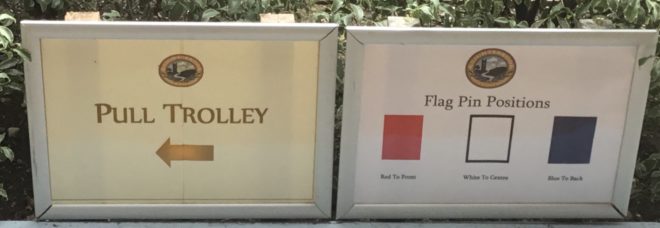 PULL TROLLEY
Flag Pin Positions
Red To Front
White To Centre
Blue To Back